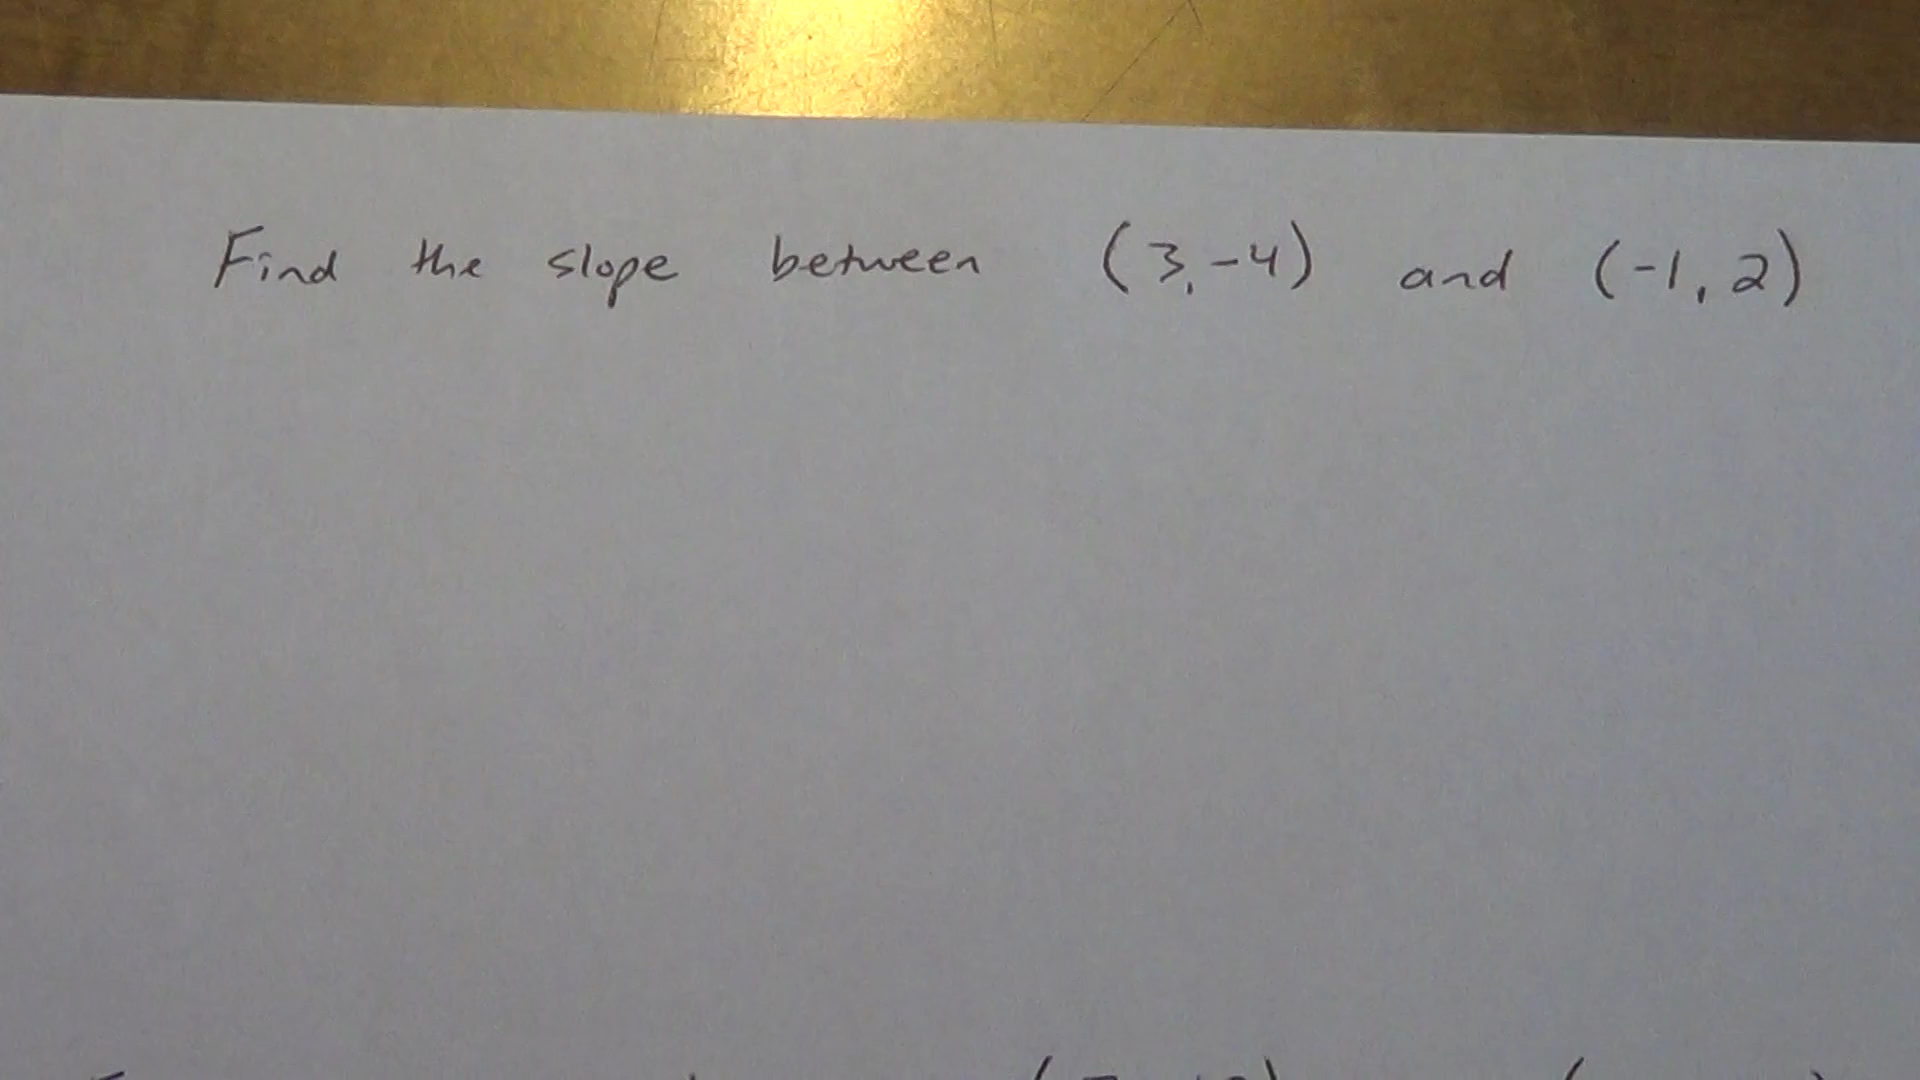 Find the slope between (3,-4) and (-1, 2)